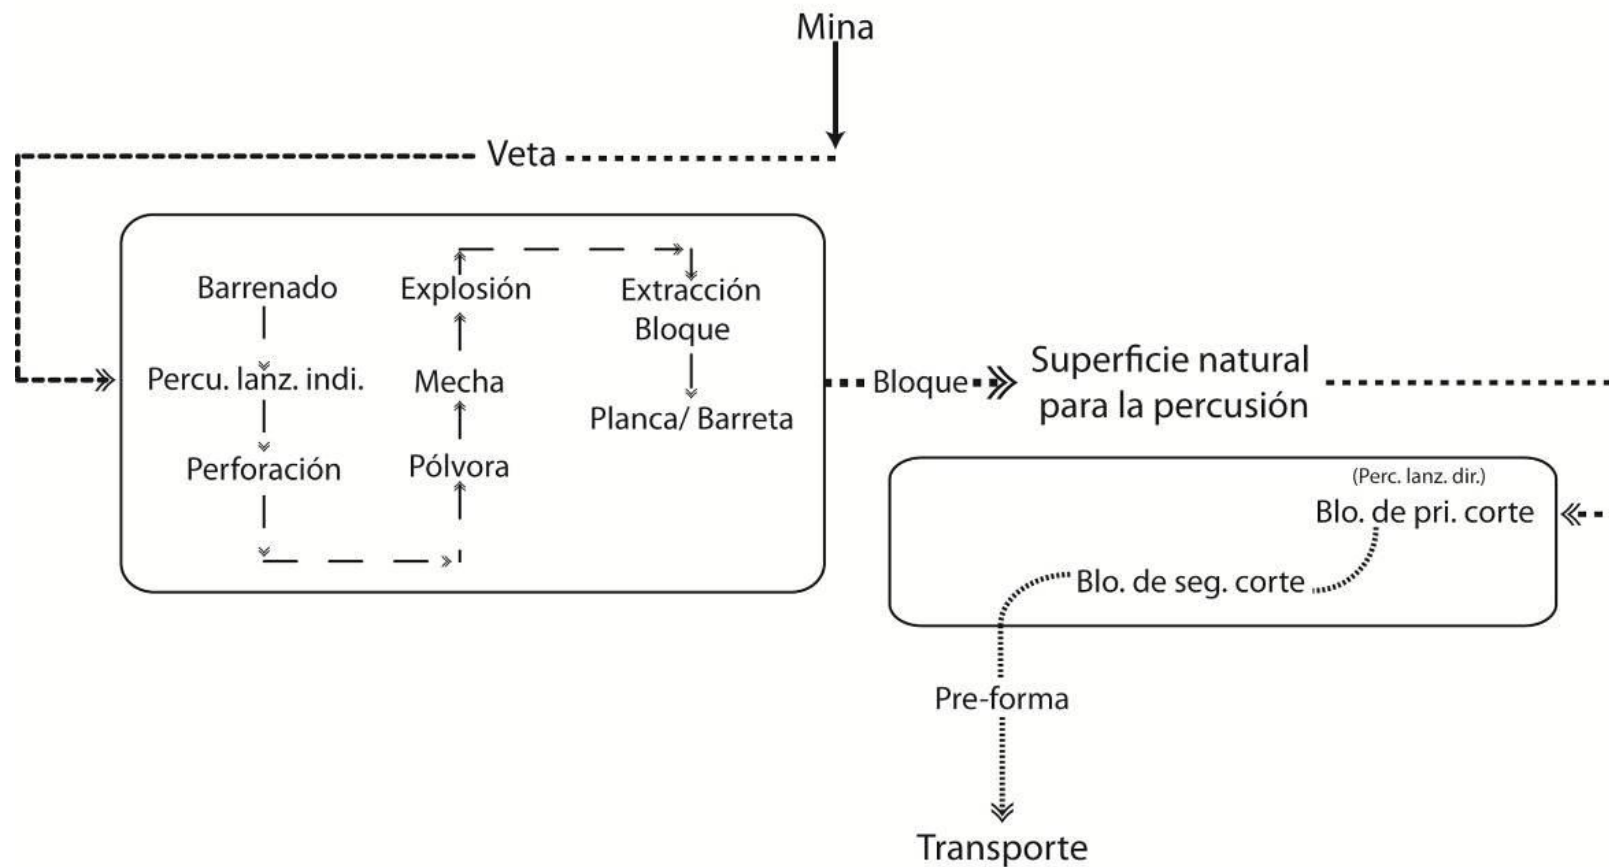 Mina
Veta
Barrenado
Percu. lanz. indi.
Perforación
Pólvora
Mecha
Explosión
Extracción
Bloque
Planca/ Barreta
Bloque
Superficie natural
para la percusión
(Perc. lanz. dir.)
Blo. de pri. corte
Blo. de seg. corte
Pre-forma
Transporte